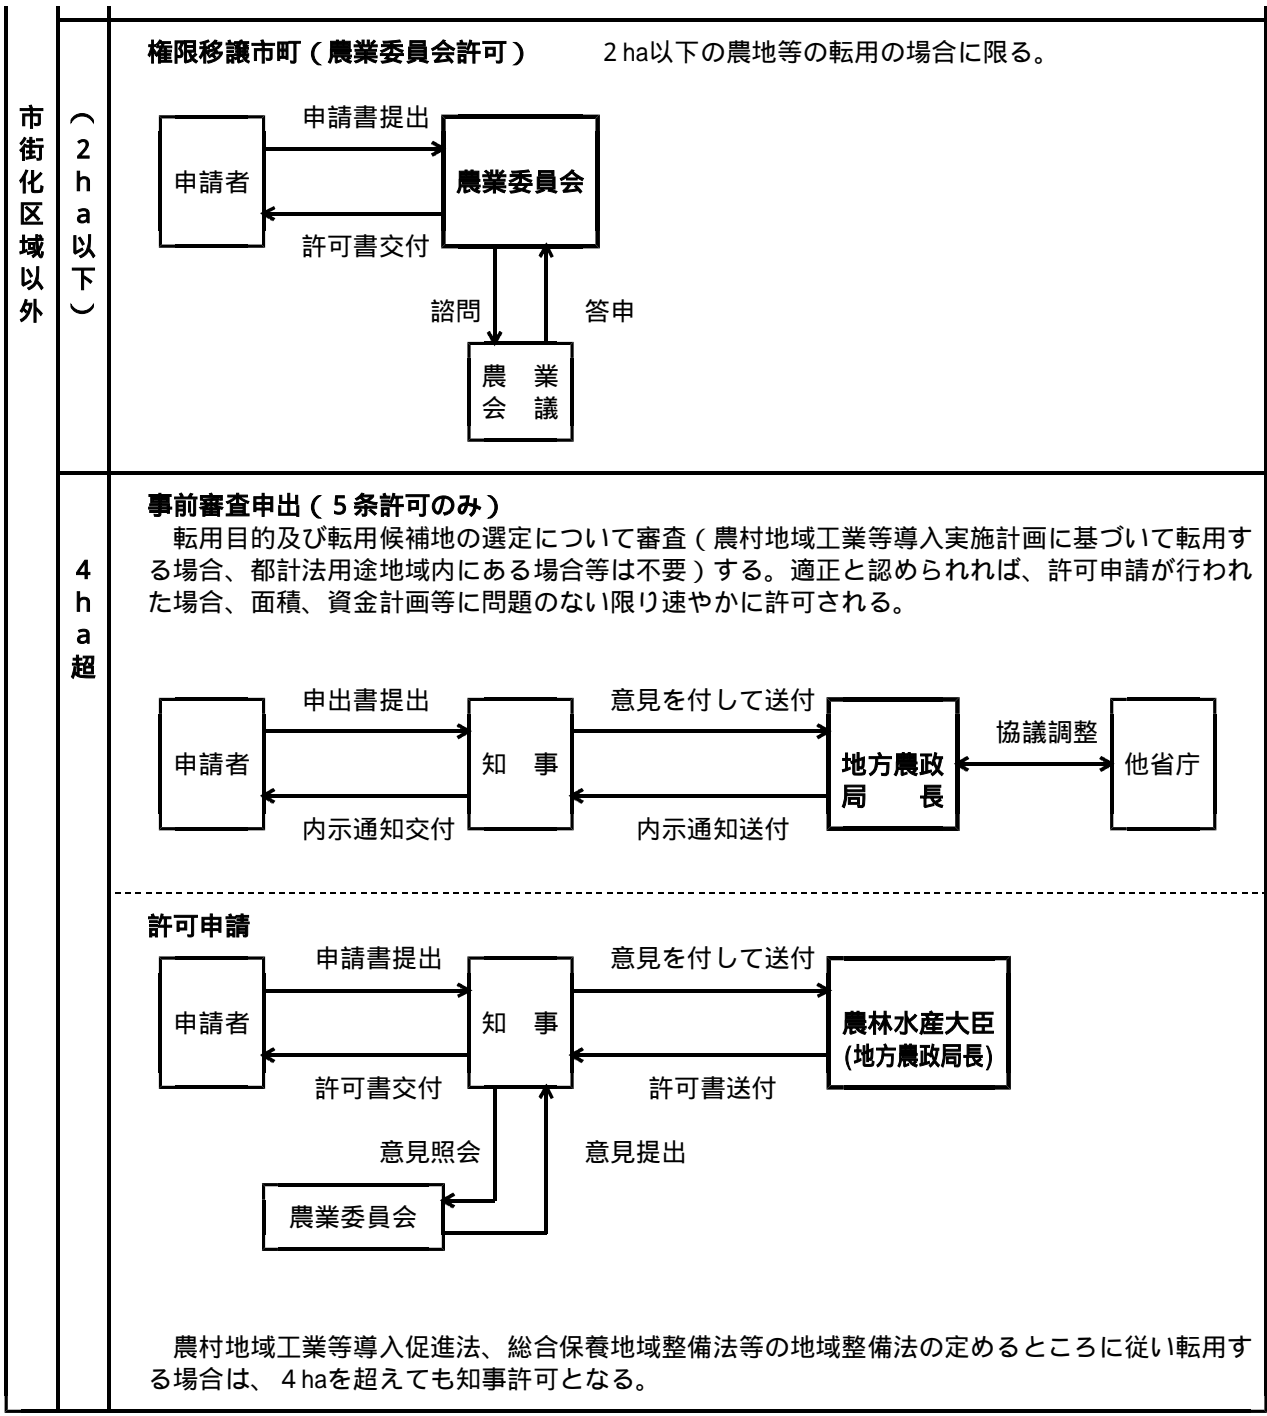 市街化区域以外
（２ｈａ以下）
権限移譲市町（農業委員会許可）　２ha以下の農地等の転用の場合に限る。
申請書提出
申請者
農業委員会
許可書交付
諮問　答申
農　業
会　議
４ｈａ超
事前審査申出（５条許可のみ）
転用目的及び転用候補地の選定について審査（農村地域工業等導入実施計画に基づいて転用す
る場合、都計法用途地域内にある場合等は不要）する。適正と認められれば、許可申請が行われ
た場合、面積、資金計画等に問題のない限り速やかに許可される。
申出書提出　意見を付して送付
協議調整
申請者　知　事　地方農政　他省庁
局　長
内示通知交付　内示通知送付
許可申請
申請書提出　意見を付して送付
申請者　知　事　農林水産大臣
(地方農政局長)
許可書交付　許可書送付
意見照会　意見提出
農業委員会
農村地域工業等導入促進法、総合保養地域整備法等の地域整備法の定めるところに従い転用す
る場合は、４haを超えても知事許可となる。